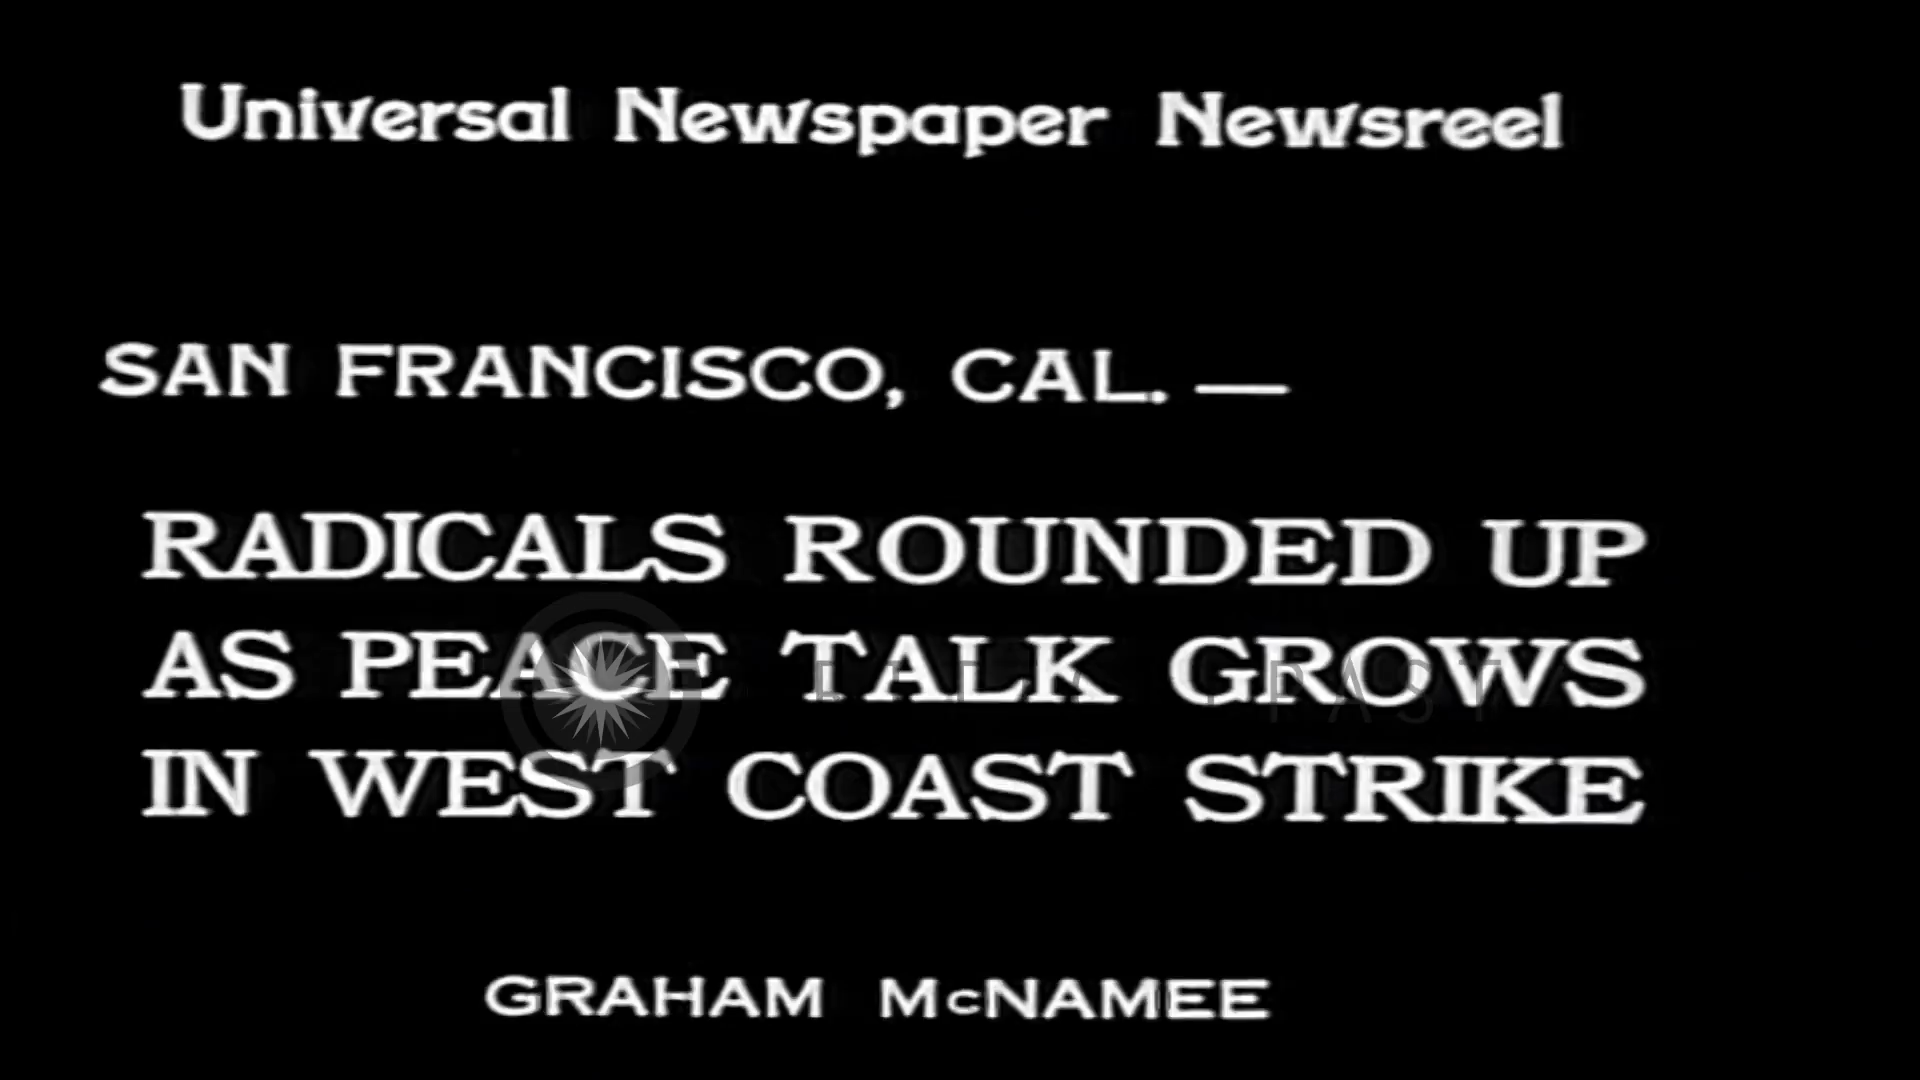 Universal Newspaper Newsreel
SAN FRANCISCO, CAL. —
RADICALS ROUNDED UP
AS PEACE TALK GROWS
IN WEST COAST STRIKE
GRAHAM McNAMEE